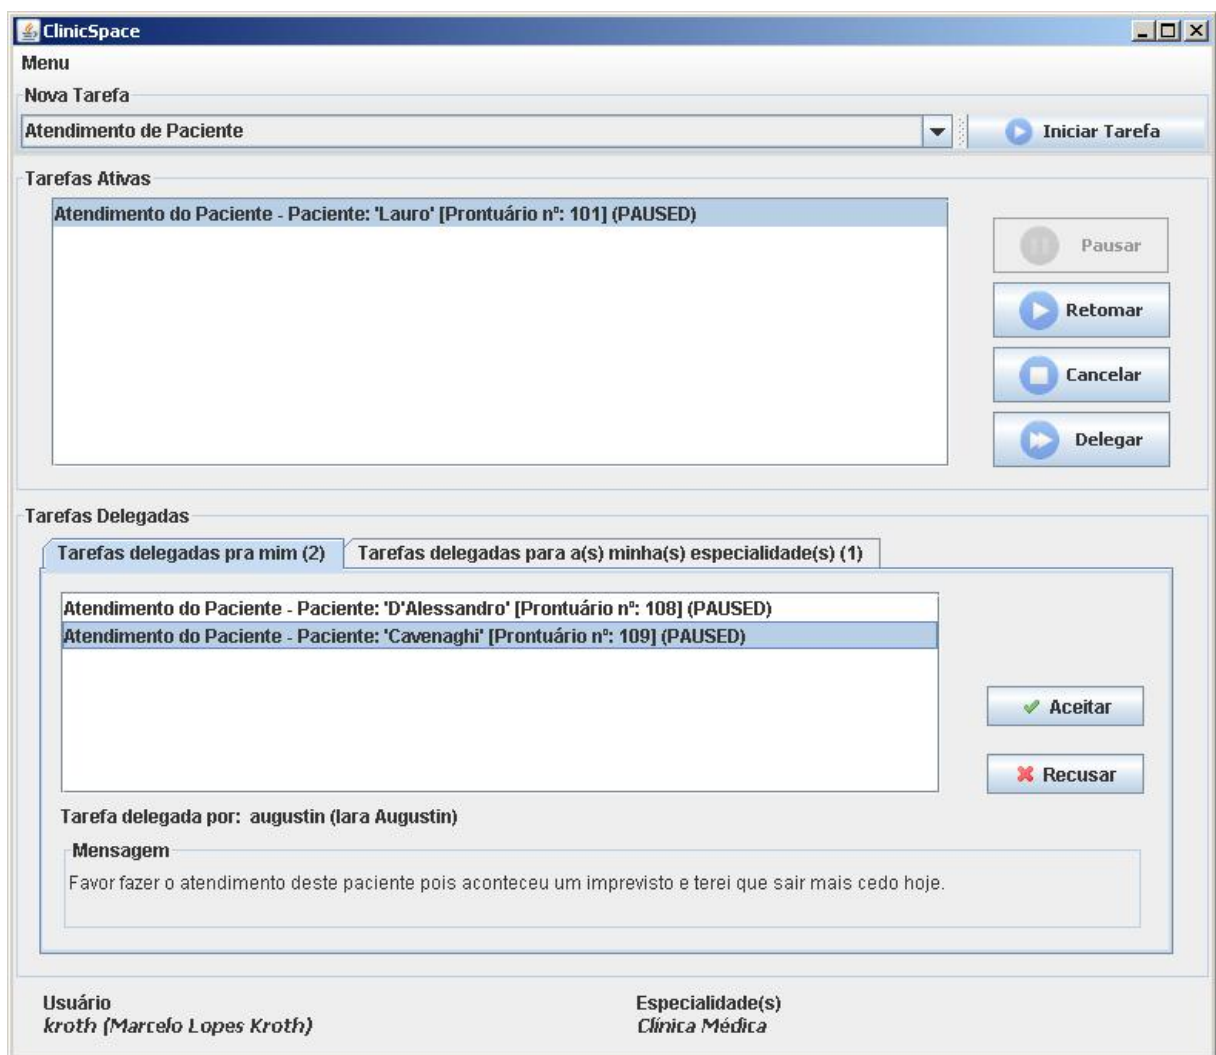 ClinicSpace
Menu
Nova Tarefa
Atendimento de Paciente
Iniciar Tarefa
Tarefas Ativas
Atendimento do Paciente - Paciente: 'Lauro' [Prontuário nº: 101] (PAUSED)
Pausar
Retomar
Cancelar
Delegar
Tarefas Delegadas
Tarefas delegadas pra mim (2)
Tarefas delegadas para a(s) minha(s) especialidade(s) (1)
Atendimento do Paciente - Paciente: 'D'Alessandro' [Prontuário nº: 108] (PAUSED)
Atendimento do Paciente - Paciente: 'Cavenaghi' [Prontuário nº: 109] (PAUSED)
Aceitar
Recusar
Tarefa delegada por: augustin (Iara Augustin)
Mensagem
Favor fazer o atendimento deste paciente pois aconteceu um imprevisto e terei que sair mais cedo hoje.
Usuário
kroth (Marcelo Lopes Kroth)
Especialidade(s)
Clínica Médica